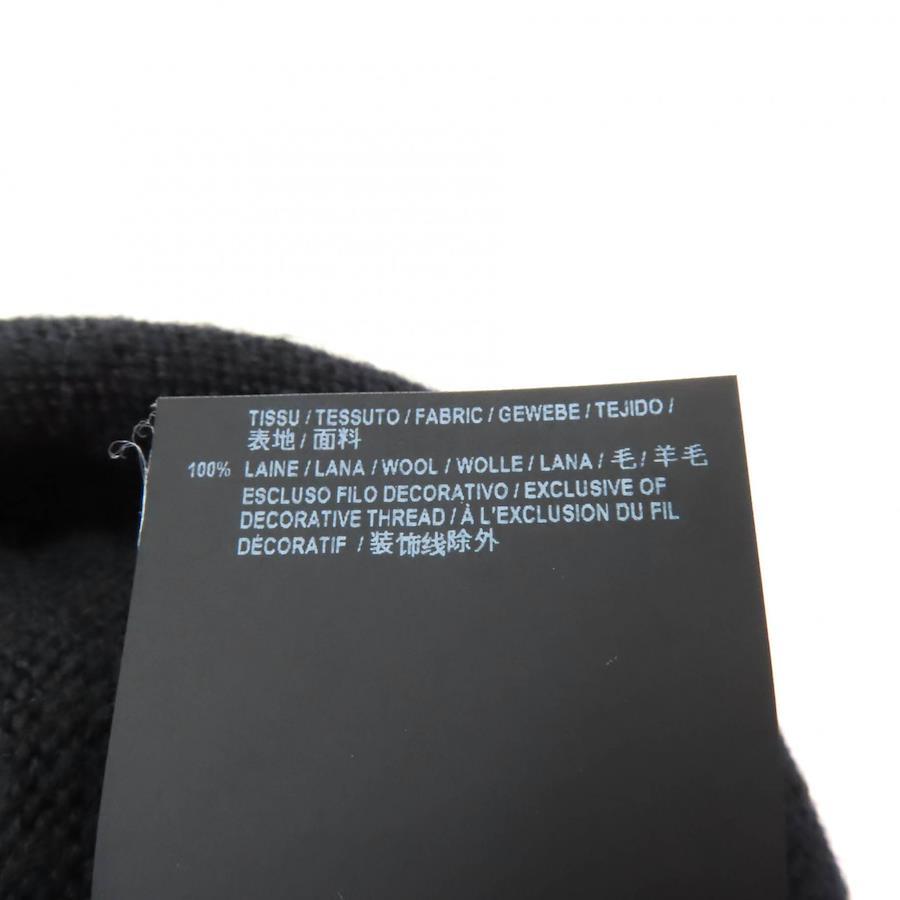 TISSU / TESSUTO / FABRIC / GEWEBE / TEJIDO /
表地 / 面料
100% LAINE / LANA / WOOL / WOLLE / LANA / 毛 / 羊毛
ESCLUSO FILO DECORATIVO / EXCLUSIVE OF
DECORATIVE THREAD / À L'EXCLUSION DU FIL
DÉCORATIF / 装饰线除外